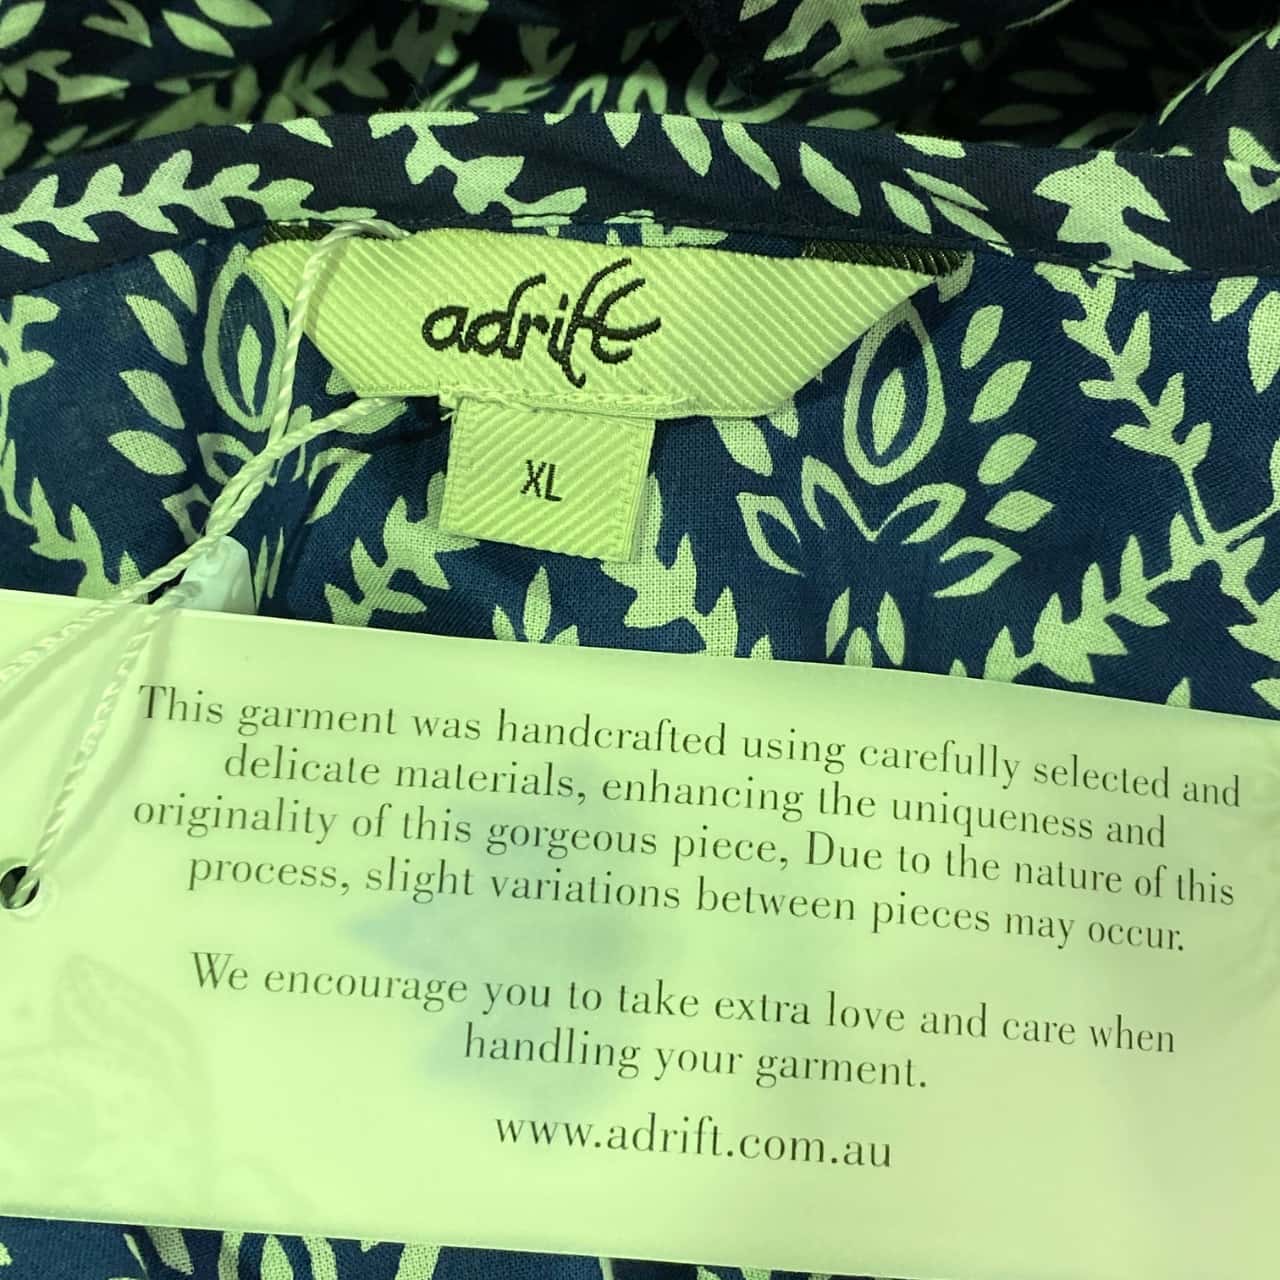 adrift
XL
This garment was handcrafted using carefully selected and
delicate materials, enhancing the uniqueness and
originality of this gorgeous piece, Due to the nature of this
process, slight variations between pieces may occur.
We encourage you to take extra love and care when
handling your garment.
www.adrift.com.au